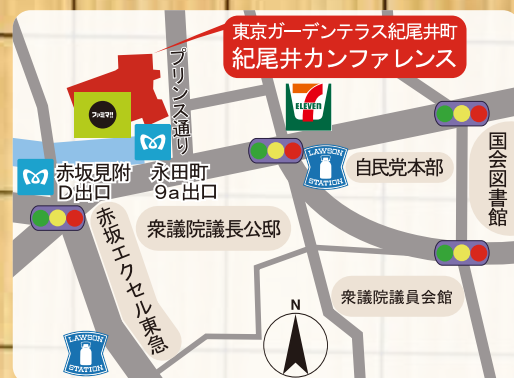 東京ガーデンテラス紀尾井町
紀尾井カンファレンス
プリンス通り
ファミマ!!
ELEVEN
LAWSON
STATION
自民党本部
国会図書館
赤坂見附
D出口
永田町
9a出口
衆議院議長公邸
赤坂エクセル東急
衆議院議員会館
N
LAWSON
STATION